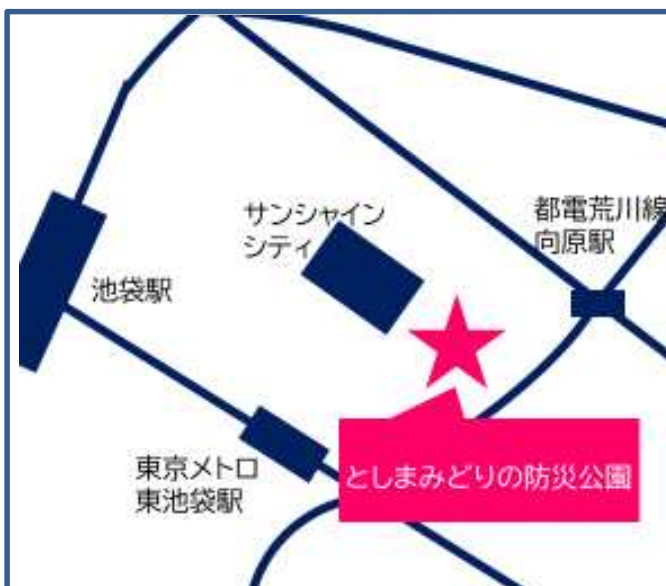 サンシャイン
シティ
都電荒川線
向原駅
池袋駅
東京メトロ
東池袋駅
としまみどりの防災公園